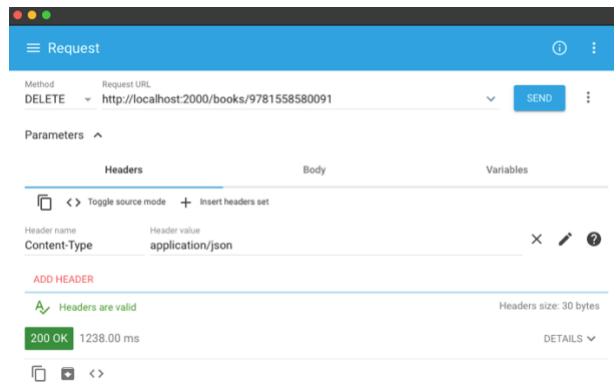 Request
Method Request URL
DELETE http://localhost:2000/books/9781558580091 SEND
Parameters
Headers Body Variables
Toggle source mode Insert headers set
Header name Header value
Content-Type application/json
ADD HEADER
Headers are valid Headers size: 30 bytes
200 OK 1238.00 ms DETAILS